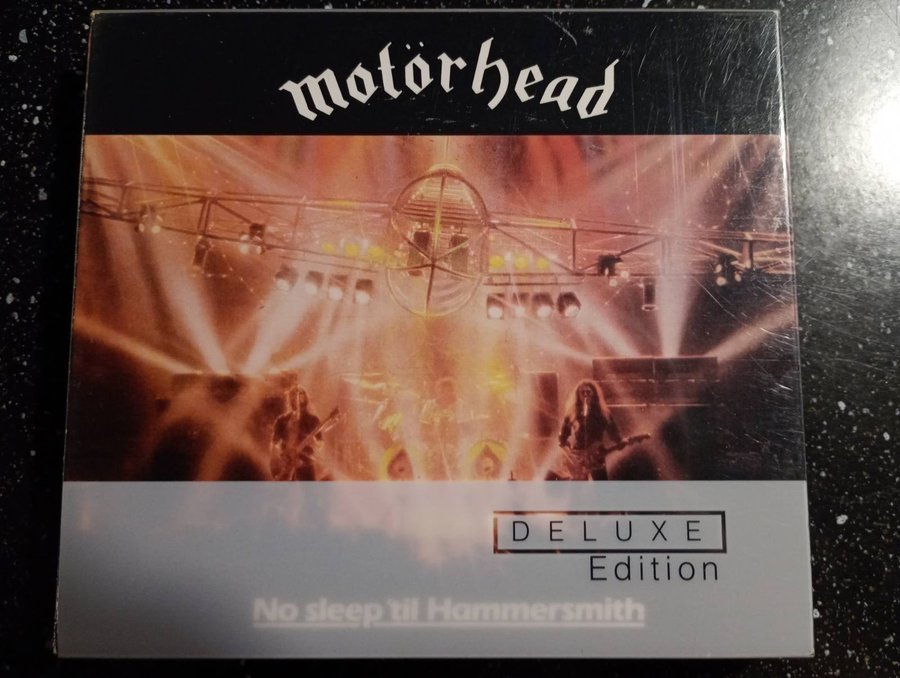 motörhead
DELUXE
Edition
No sleep 'til Hammersmith